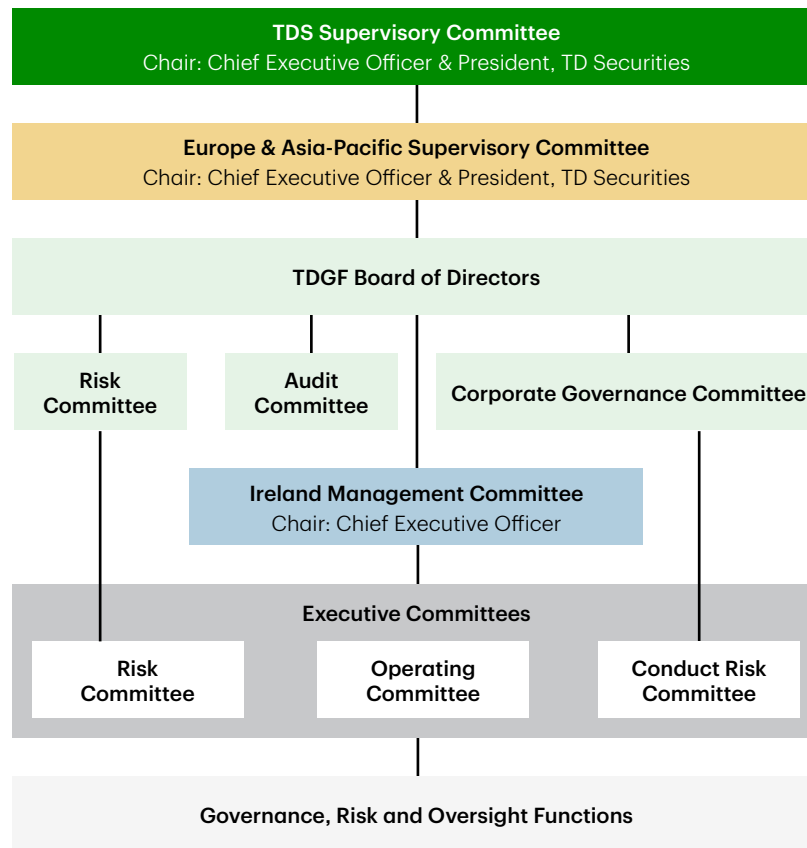 TDS Supervisory Committee
Chair: Chief Executive Officer & President, TD Securities
Europe & Asia-Pacific Supervisory Committee
Chair: Chief Executive Officer & President, TD Securities
TDGF Board of Directors
Risk
Committee
Audit
Committee
Corporate Governance Committee
Ireland Management Committee
Chair: Chief Executive Officer
Executive Committees
Risk
Committee
Operating
Committee
Conduct Risk
Committee
Governance, Risk and Oversight Functions